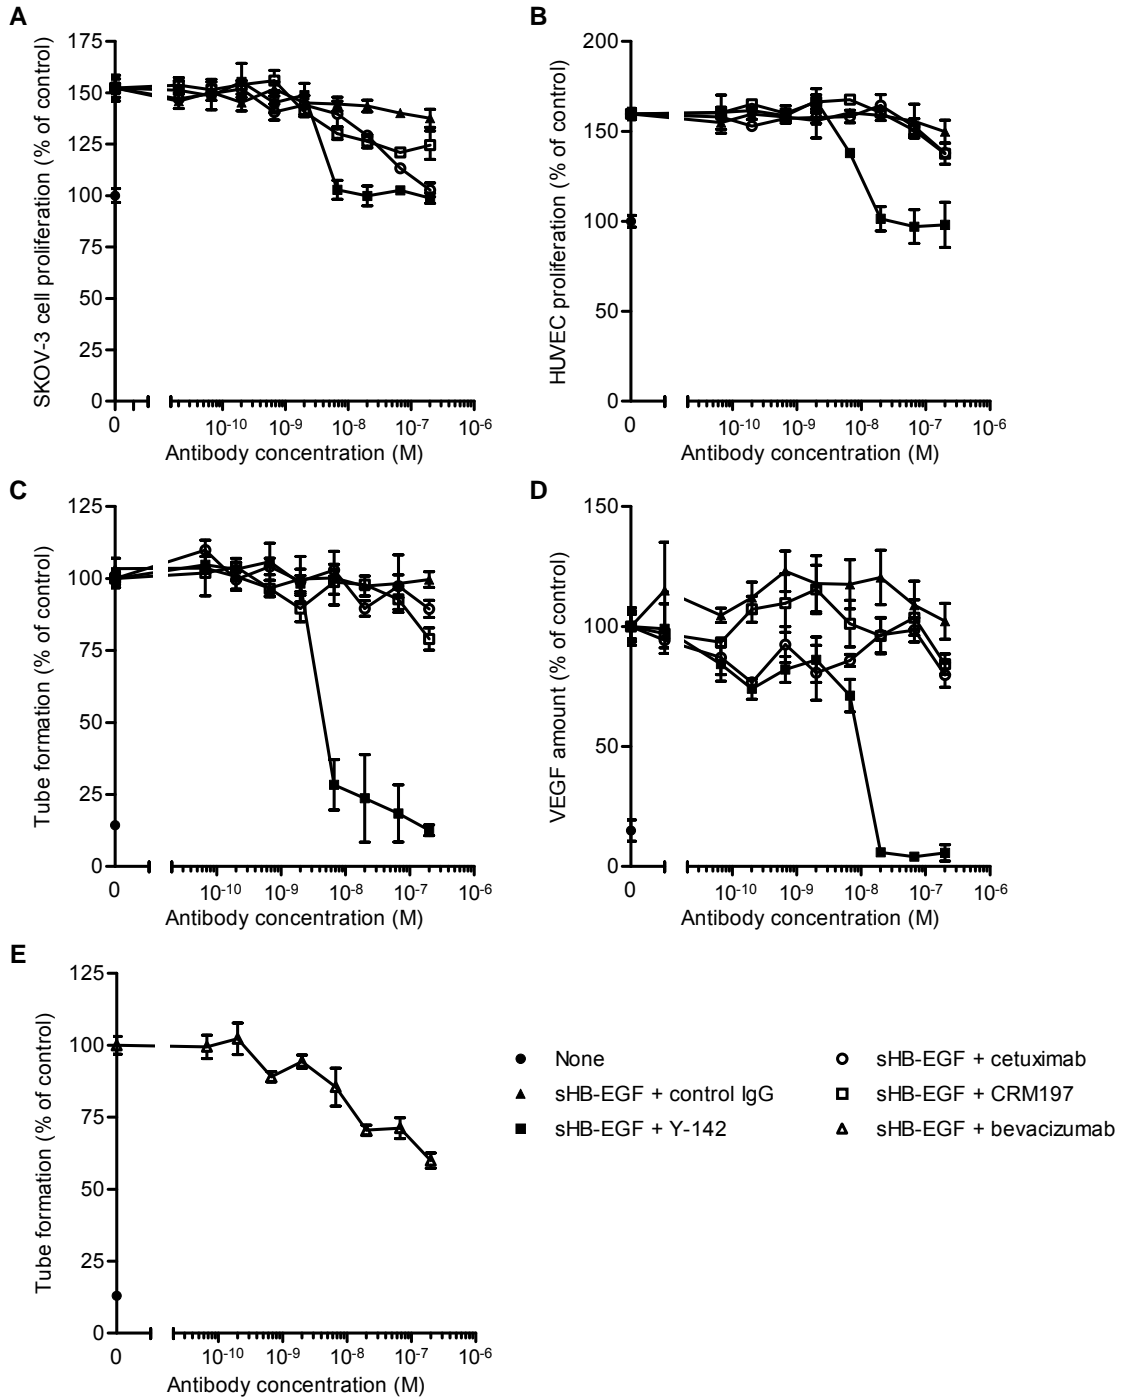 A
SKOV-3 cell proliferation (% of control)
175
150
125
100
75
50
25
0
0
10-10
10-9
10-8
10-7
10-6
Antibody concentration (M)
B
HUVEC proliferation (% of control)
200
150
100
50
0
0
10-10
10-9
10-8
10-7
10-6
Antibody concentration (M)
C
Tube formation (% of control)
125
100
75
50
25
0
0
10-10
10-9
10-8
10-7
10-6
Antibody concentration (M)
D
VEGF amount (% of control)
150
100
50
0
0
10-10
10-9
10-8
10-7
10-6
Antibody concentration (M)
E
Tube formation (% of control)
125
100
75
50
25
0
0
10-10
10-9
10-8
10-7
10-6
Antibody concentration (M)
None
sHB-EGF + control IgG
sHB-EGF + Y-142
sHB-EGF + cetuximab
sHB-EGF + CRM197
sHB-EGF + bevacizumab